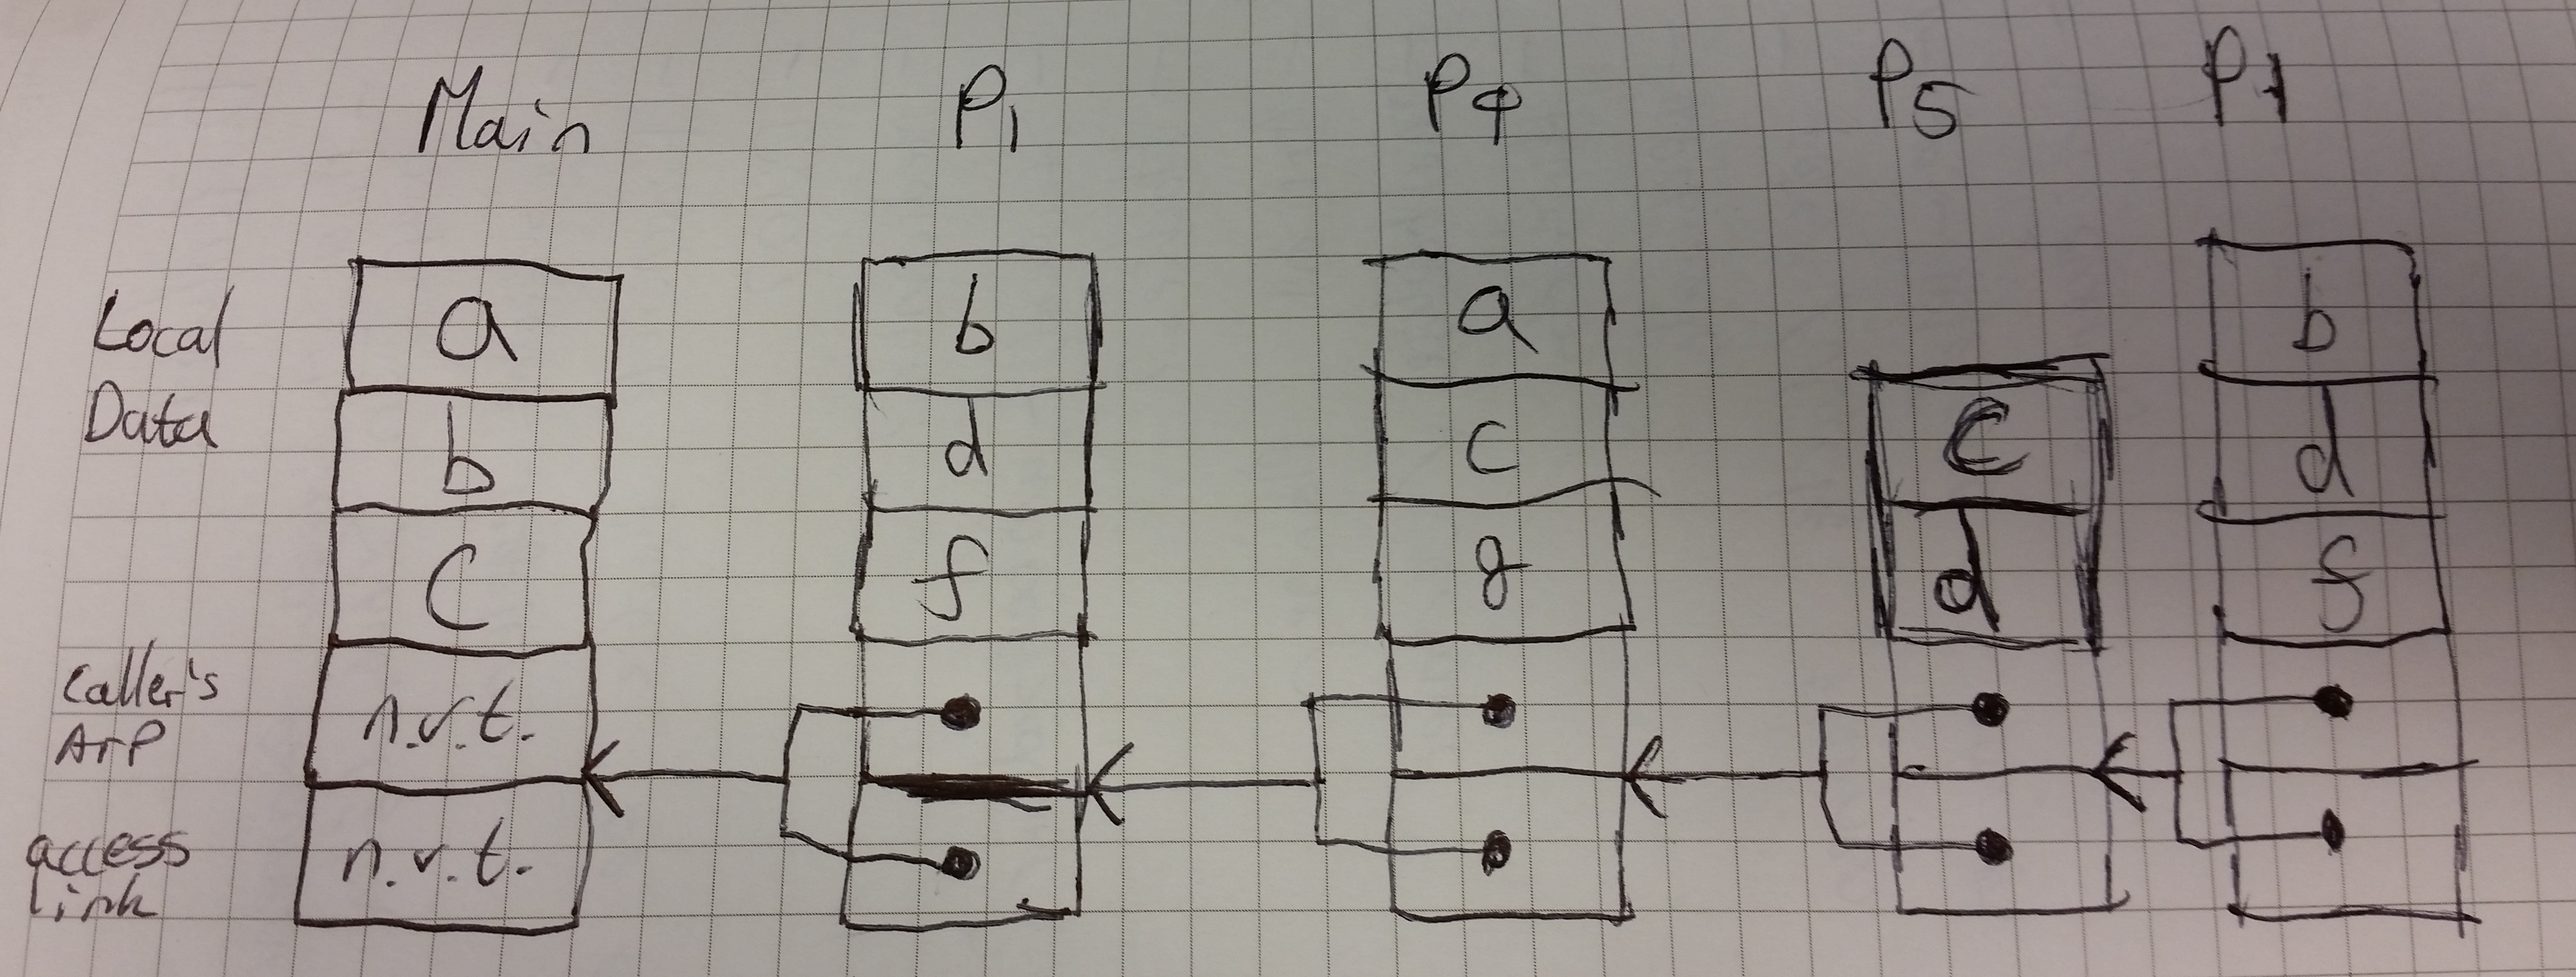 Main P1 P4 P5 P1
Local
Data
a b a b
b d c c d
C f g d f
Caller's
ARP
n.r.t.
access
link
n.r.t.